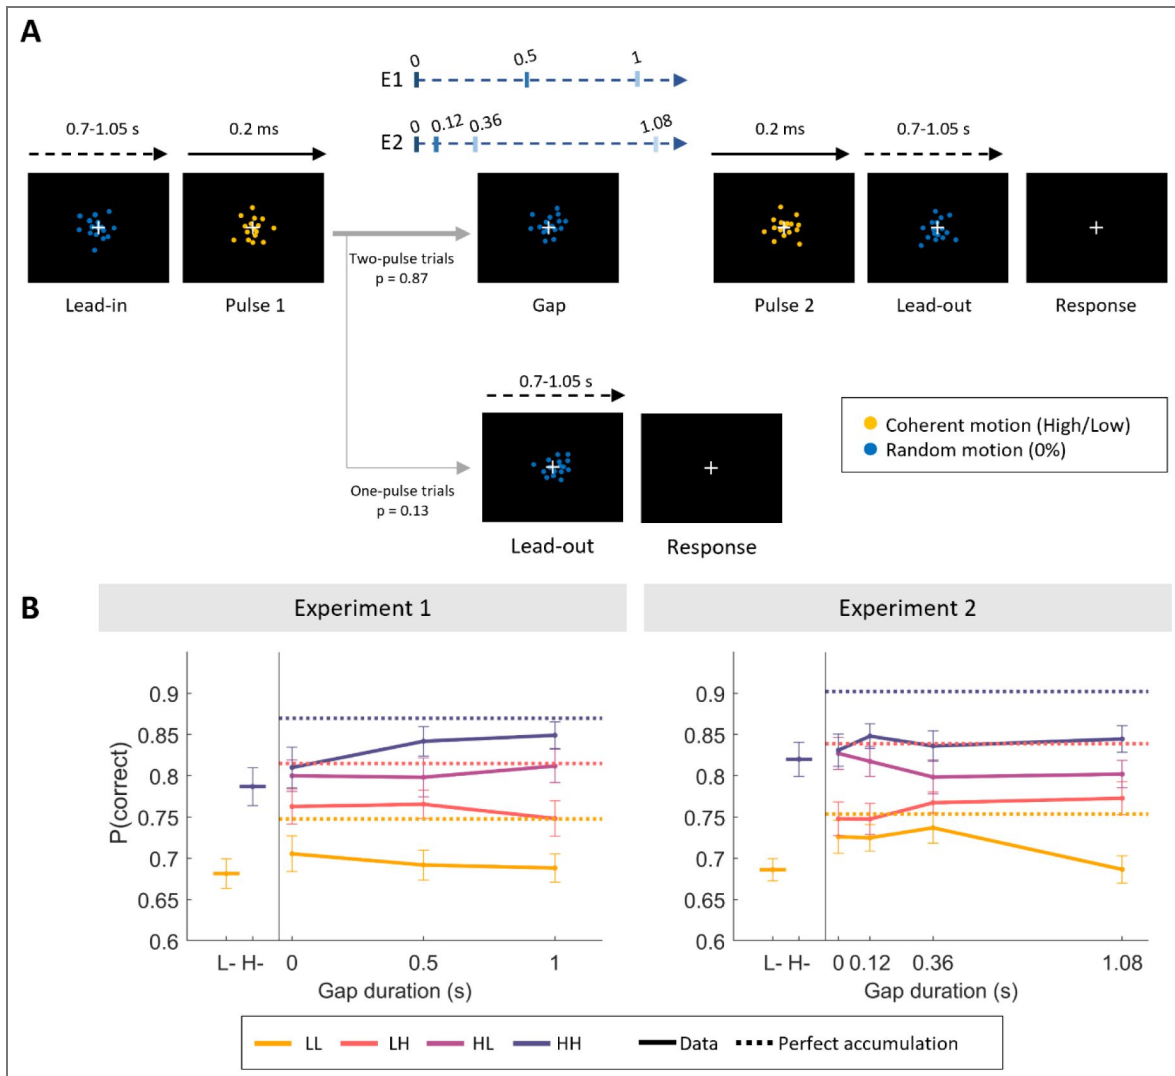 A
E1
0
0.5
1
E2
0
0.12
0.36
1.08
0.7-1.05 s
0.2 ms
0.2 ms
0.7-1.05 s
Two-pulse trials
p = 0.87
Lead-in
Pulse 1
Gap
Pulse 2
Lead-out
Response
0.7-1.05 s
Coherent motion (High/Low)
Random motion (0%)
One-pulse trials
p = 0.13
Lead-out
Response
B
Experiment 1
Experiment 2
P(correct)
0.9
0.85
0.8
0.75
0.7
0.65
0.6
L- H- 0 0.5 1
Gap duration (s)
0.9
0.85
0.8
0.75
0.7
0.65
0.6
L- H- 0 0.12 0.36 1.08
Gap duration (s)
LL LH HL HH Data Perfect accumulation